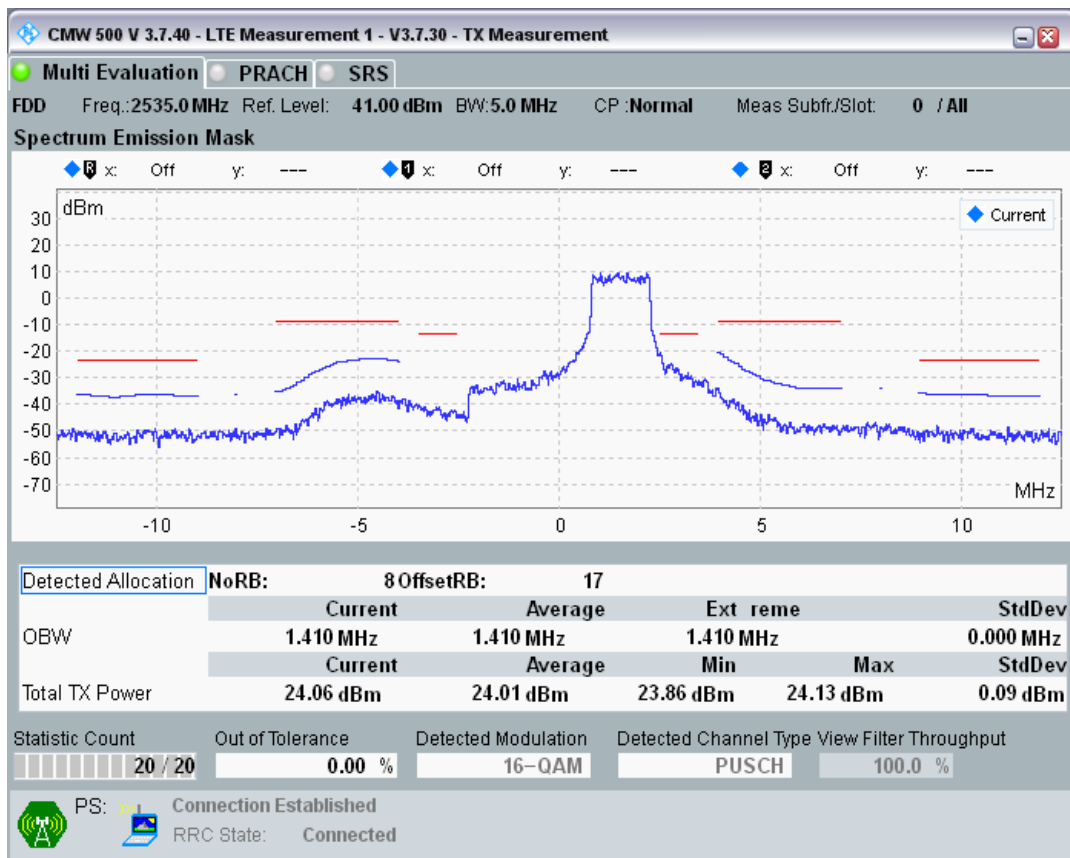 CMW 500 V 3.7.40 - LTE Measurement 1 - V3.7.30 - TX Measurement
Multi Evaluation PRACH SRS
FDD Freq.:2535.0 MHz Ref. Level: 41.00 dBm BW:5.0 MHz CP :Normal Meas Subfr./Slot: 0 / All
Spectrum Emission Mask
R x: Off y: --- 1 x: Off y: --- 2 x: Off y: ---
dBm
Current
30
20
10
0
-10
-20
-30
-40
-50
-60
-70
MHz
-10 -5 0 5 10
Detected Allocation NoRB: 8 OffsetRB: 17
Current Average Ext reme StdDev
OBW 1.410 MHz 1.410 MHz 1.410 MHz 0.000 MHz
Current Average Min Max StdDev
Total TX Power 24.06 dBm 24.01 dBm 23.86 dBm 24.13 dBm 0.09 dBm
Statistic Count Out of Tolerance Detected Modulation Detected Channel Type View Filter Throughput
20 / 20 0.00 % 16-QAM PUSCH 100.0 %
PS: Connection Established
RRC State: Connected